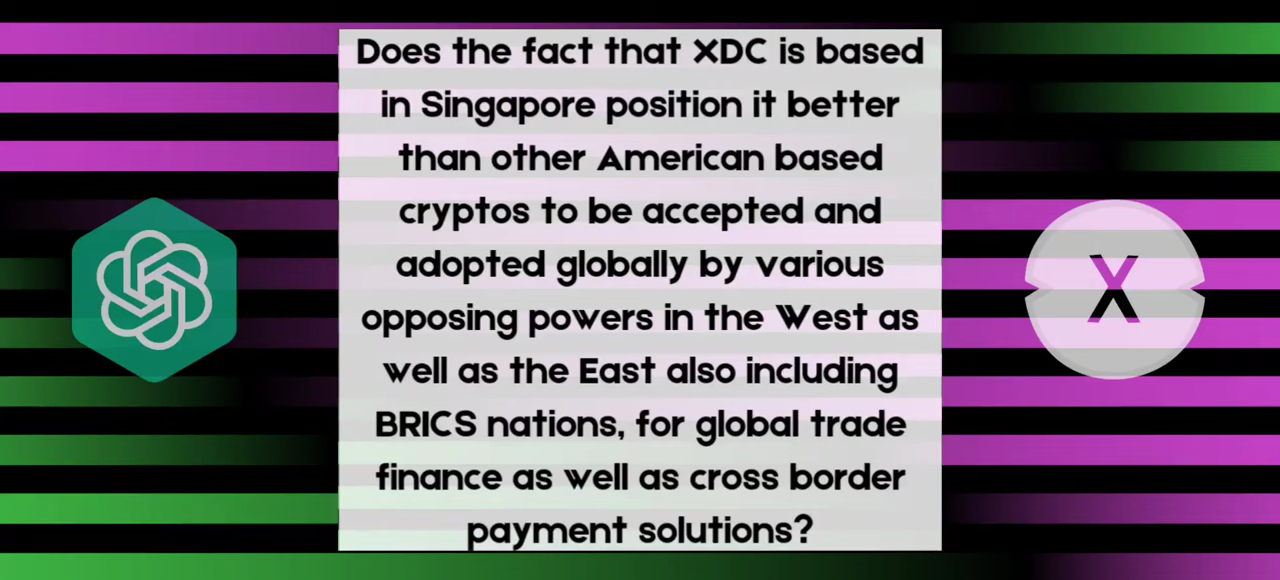 Does the fact that XDC is based
in Singapore position it better
than other American based
cryptos to be accepted and
adopted globally by various
opposing powers in the West as
well as the East also including
BRICS nations, for global trade
finance as well as cross border
payment solutions?
X